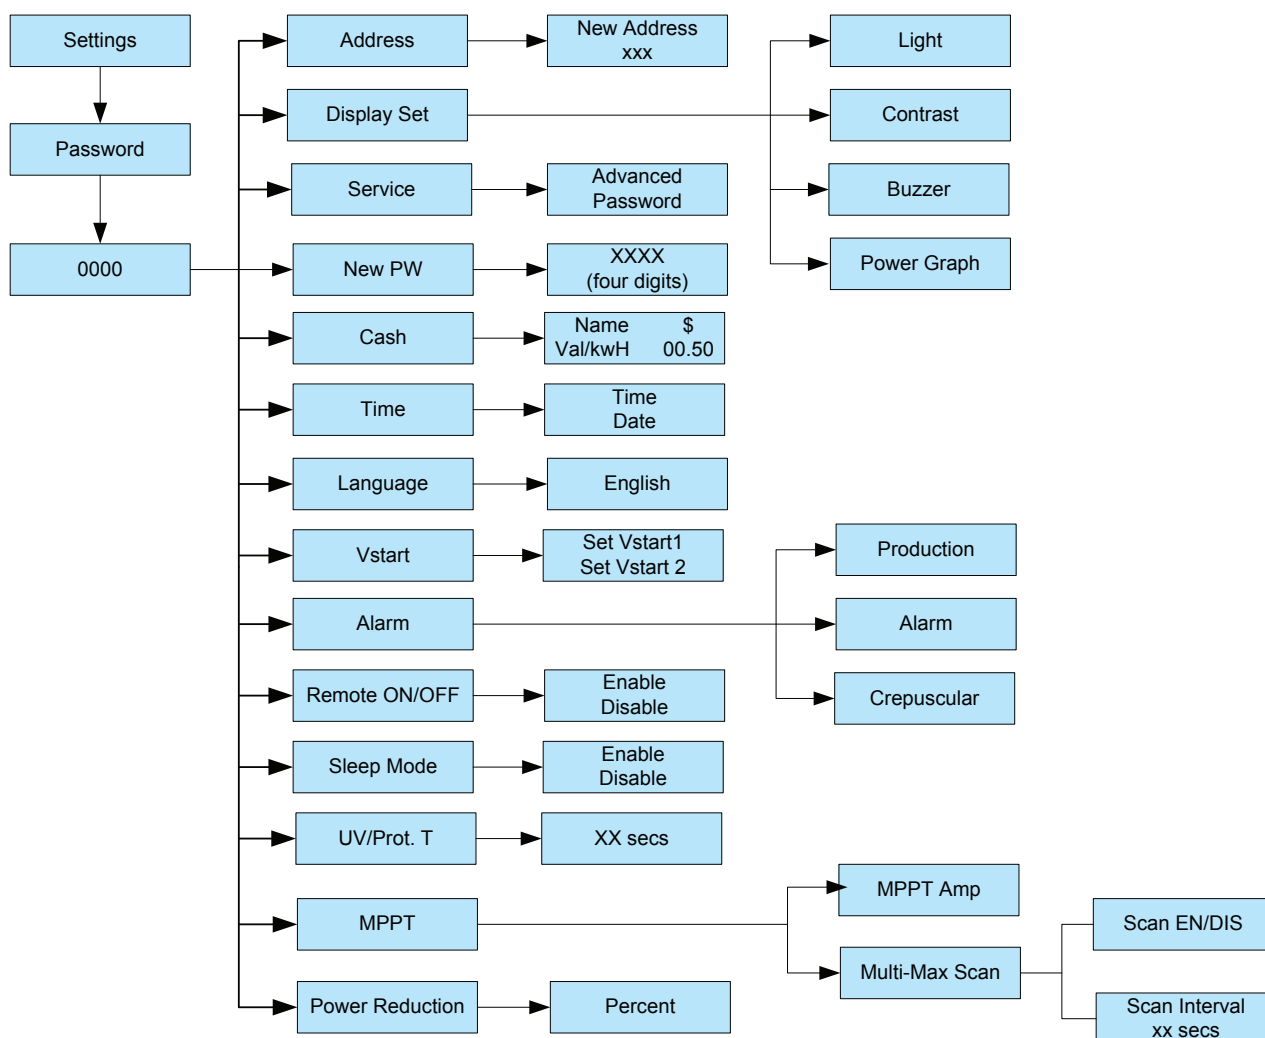 Settings
Password
0000
Address
New Address
xxx
Display Set
Light
Contrast
Buzzer
Power Graph
Service
Advanced
Password
New PW
XXXX
(four digits)
Cash
Name $
Val/kwH 00.50
Time
Time
Date
Language
English
Vstart
Set Vstart1
Set Vstart 2
Alarm
Production
Alarm
Crepuscular
Remote ON/OFF
Enable
Disable
Sleep Mode
Enable
Disable
UV/Prot. T
XX secs
MPPT
MPPT Amp
Multi-Max Scan
Scan EN/DIS
Scan Interval
xx secs
Power Reduction
Percent